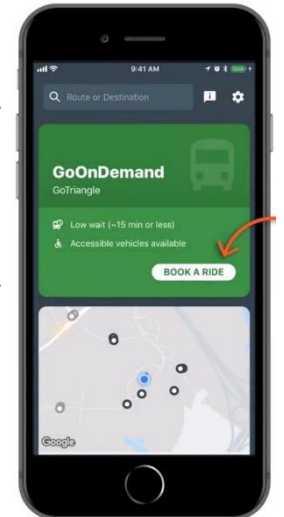 9:41 AM
Route or Destination
GoOnDemand
GoTriangle
Low wait (~15 min or less)
Accessible vehicles available
BOOK A RIDE
Google